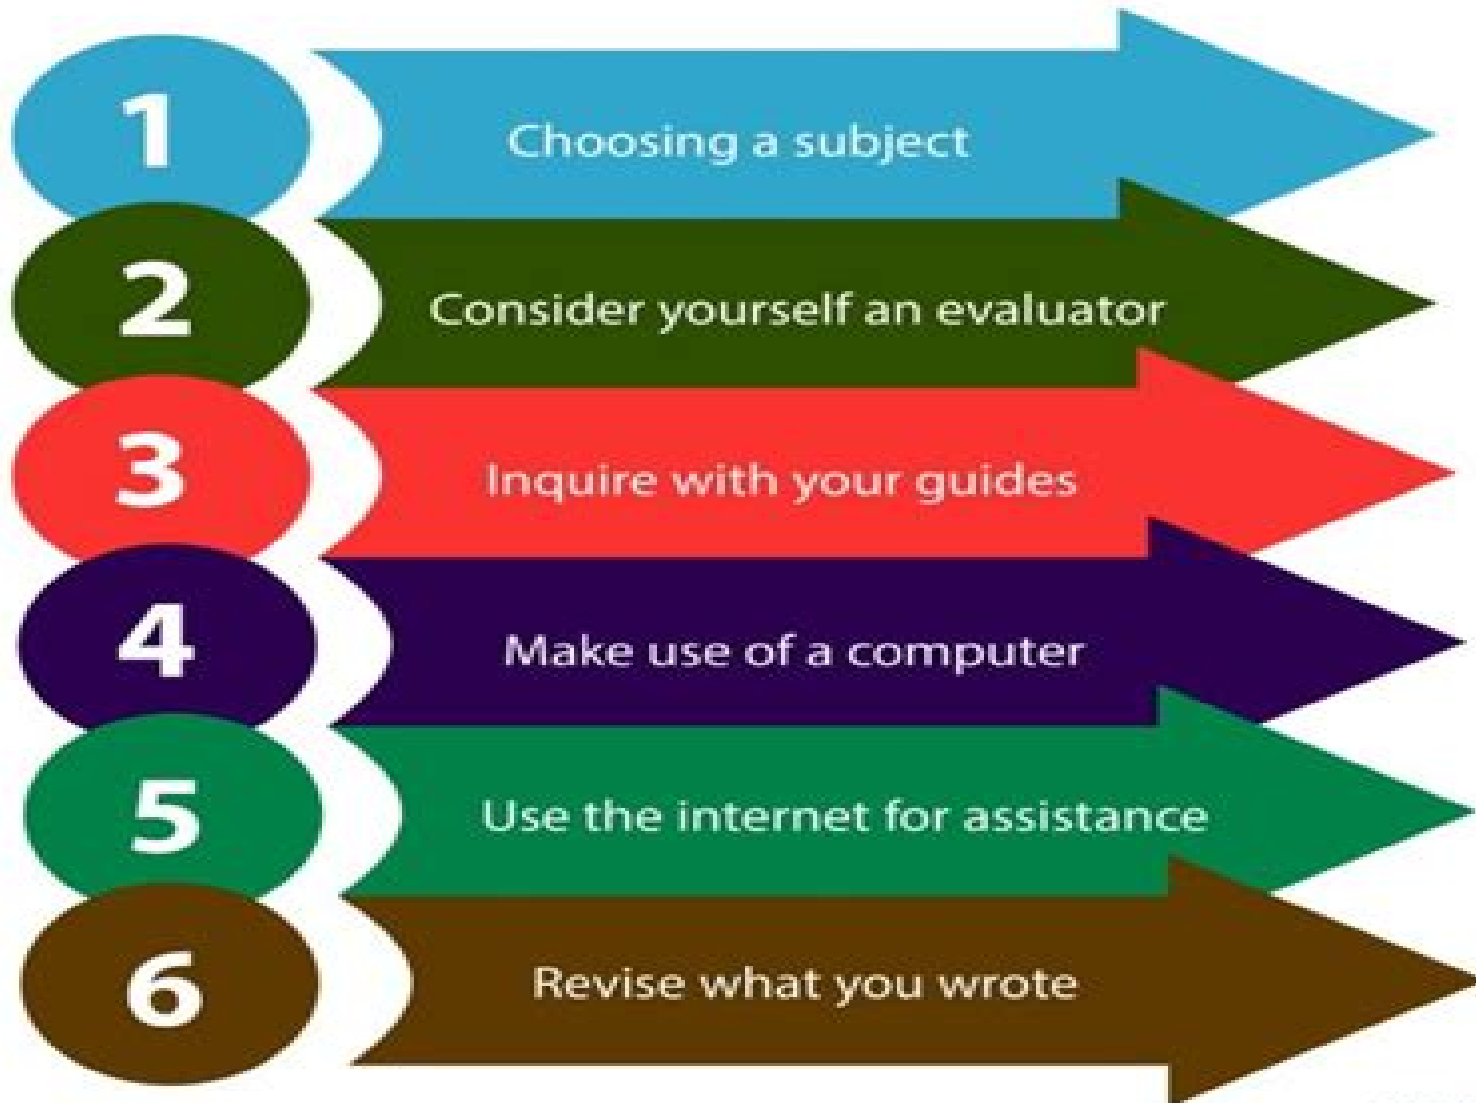 1 Choosing a subject
2 Consider yourself an evaluator
3 Inquire with your guides
4 Make use of a computer
5 Use the internet for assistance
6 Revise what you wrote